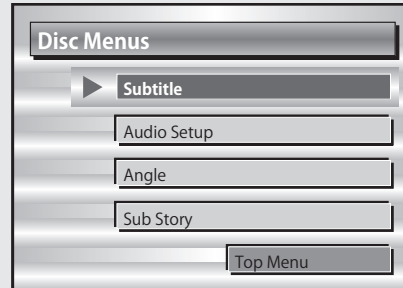 Disc Menus
Subtitle
Audio Setup
Angle
Sub Story
Top Menu